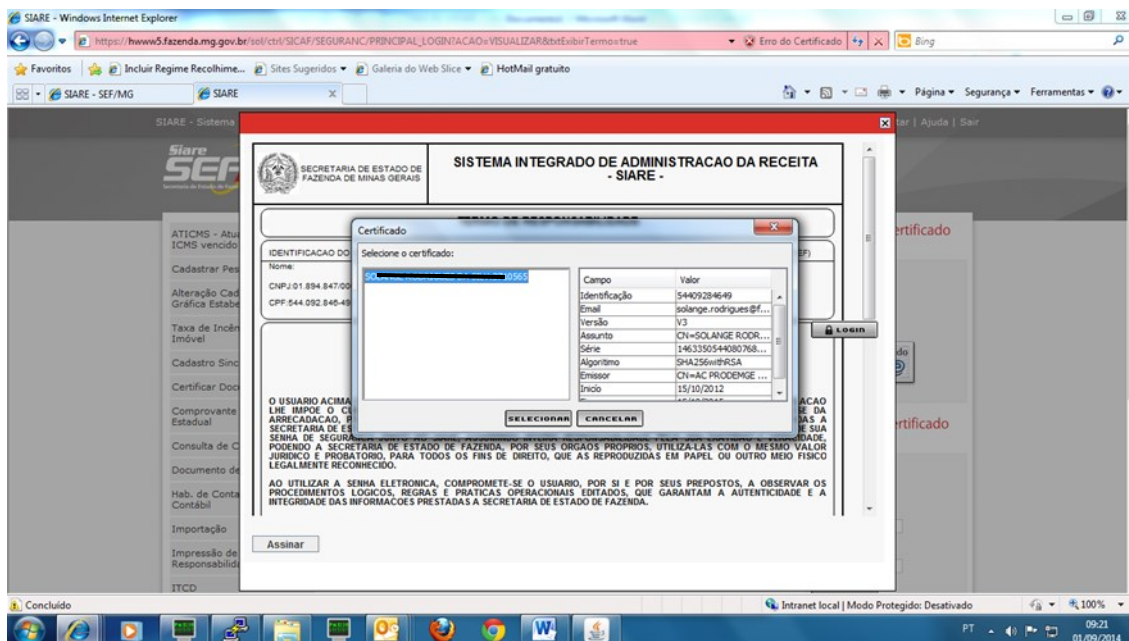 SIARE - Windows Internet Explorer
https://hwww5.fazenda.mg.gov.br/sol/ctrl/SICAF/SEGURANC/PRINCIPAL_LOGIN?ACAO=VISUALIZAR&txtExibirTermo=true
Erro do Certificado
Bing
Favoritos
Incluir Regime Recolhime...
Sites Sugeridos
Galeria do Web Slice
HotMail gratuito
SIARE - SEF/MG
SIARE
Página
Segurança
Ferramentas
SIARE - Sistema
tar | Ajuda | Sair
Siare
SEF
SECRETARIA DE ESTADO DE
FAZENDA DE MINAS GERAIS
SISTEMA INTEGRADO DE ADMINISTRACAO DA RECEITA
- SIARE -
TERMO DE RESPONSABILIDADE
IDENTIFICACAO DO
Nome:
CNPJ:01.894.847/00
CPF:544.092.846-49
Certificado
Selecione o certificado:
0565
Campo Valor
Identificação 54409284649
Email solange.rodrigues@f...
Versão V3
Assunto CN=SOLANGE RODR...
Série 1463350544080768...
Algoritimo SHA256withRSA
Emissor CN=AC PRODEMGE ...
Inicio 15/10/2012
SELECIONAR
CANCELAR
LOGIN
ertificado
do
ertificado
ATICMS - Atu
ICMS vencido
Cadastrar Pes
Alteração Cad
Gráfica Estabe
Taxa de Incên
Imóvel
Cadastro Sinc
Certificar Doc
Comprovante
Estadual
Consulta de C
Documento de
Hab. de Conta
Contábil
Importação
Impressão de
Responsabilida
ITCD
O USUARIO ACIMA
ACAO
LHE IMPOE O
SE DA
ARRECADACAO, P
DAS A
SECRETARIA DE ES
DE SUA
SENHA DE
PODENDO A SECRETARIA DE ESTADO DE FAZENDA, POR SEUS ORGAOS PROPRIOS, UTILIZA-LAS COM O MESMO VALOR
JURIDICO E PROBATORIO, PARA TODOS OS FINS DE DIREITO, QUE AS REPRODUZIDAS EM PAPEL OU OUTRO MEIO FISICO
LEGALMENTE RECONHECIDO.
AO UTILIZAR A SENHA ELETRONICA, COMPROMETE-SE O USUARIO, POR SI E POR SEUS PREPOSTOS, A OBSERVAR OS
PROCEDIMENTOS LOGICOS, REGRAS E PRATICAS OPERACIONAIS EDITADOS, QUE GARANTAM A AUTENTICIDADE E A
INTEGRIDADE DAS INFORMACOES PRESTADAS A SECRETARIA DE ESTADO DE FAZENDA.
Assinar
Concluído
Intranet local | Modo Protegido: Desativado
100%
PT
09:21
01/09/2014